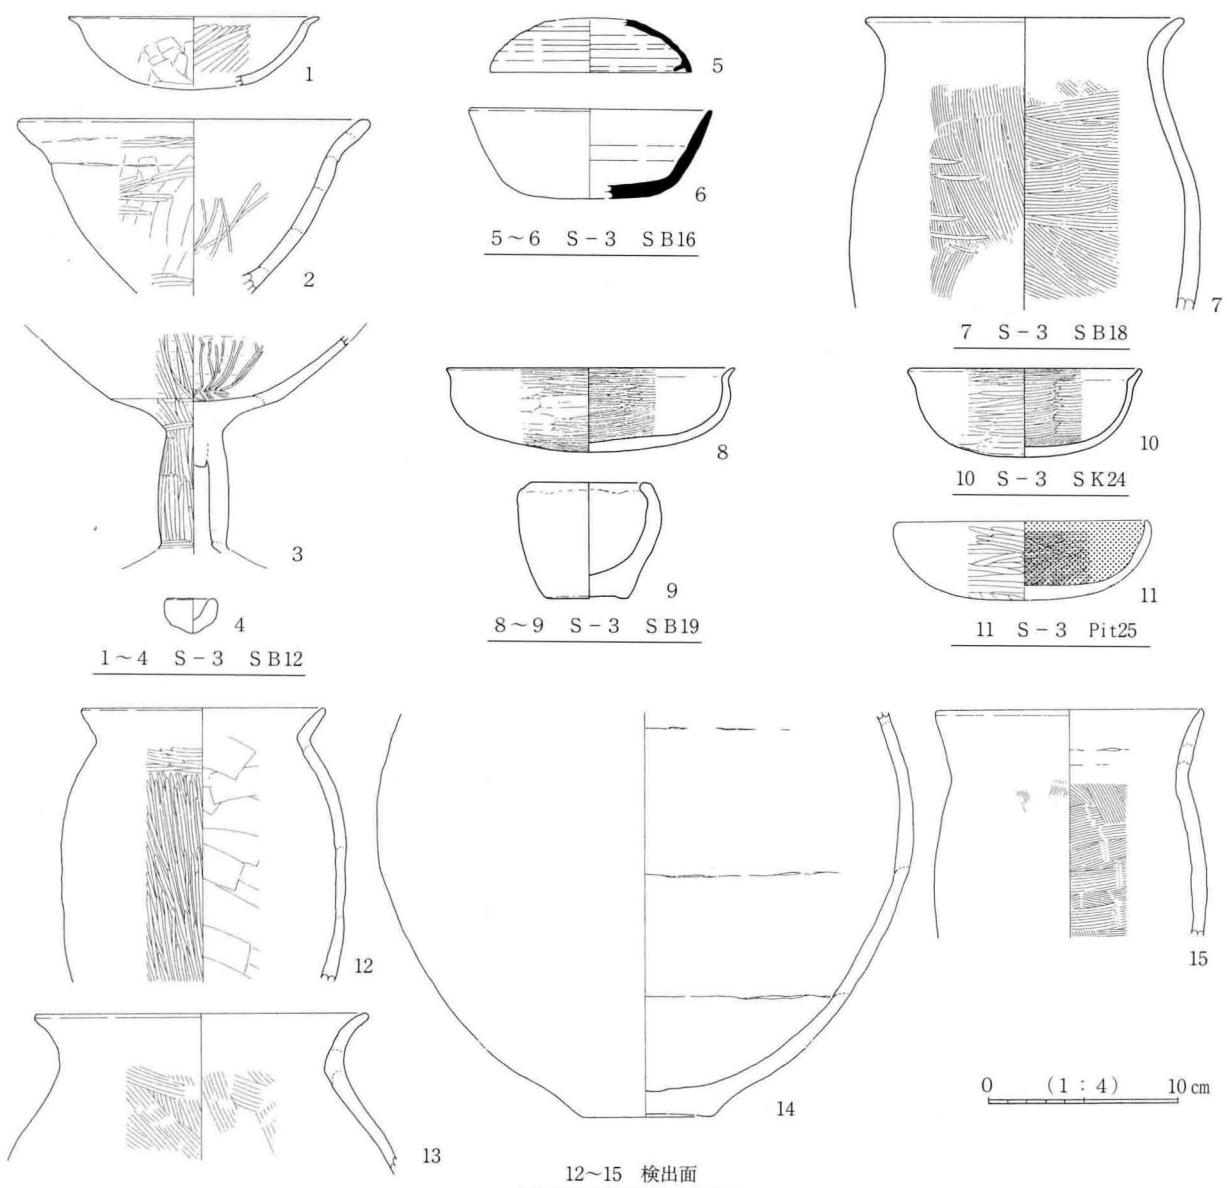 1
2
3
4
1～4 S－3 SB12
5
6
5～6 S－3 SB16
7
7 S－3 SB18
8
9
8～9 S－3 SB19
10
10 S－3 SK24
11
11 S－3 Pit25
12
13
14
15
12～15 検出面
0 (1：4) 10cm